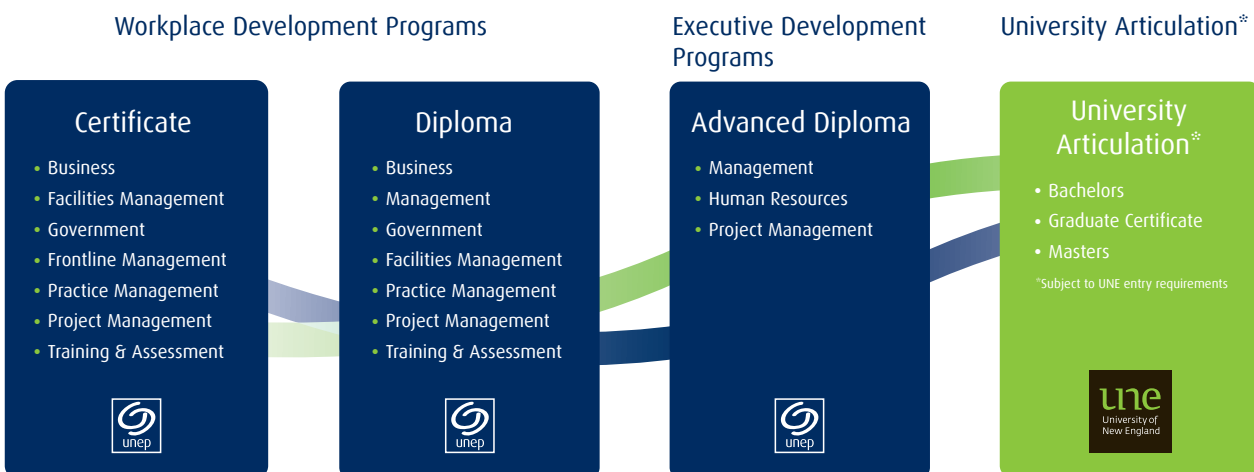 Workplace Development Programs
Executive Development
Programs
University Articulation*
Certificate
• Business
• Facilities Management
• Government
• Frontline Management
• Practice Management
• Project Management
• Training & Assessment
unep
Diploma
• Business
• Management
• Government
• Facilities Management
• Practice Management
• Project Management
• Training & Assessment
unep
Advanced Diploma
• Management
• Human Resources
• Project Management
unep
University
Articulation*
• Bachelors
• Graduate Certificate
• Masters
*Subject to UNE entry requirements
une
University of
New England